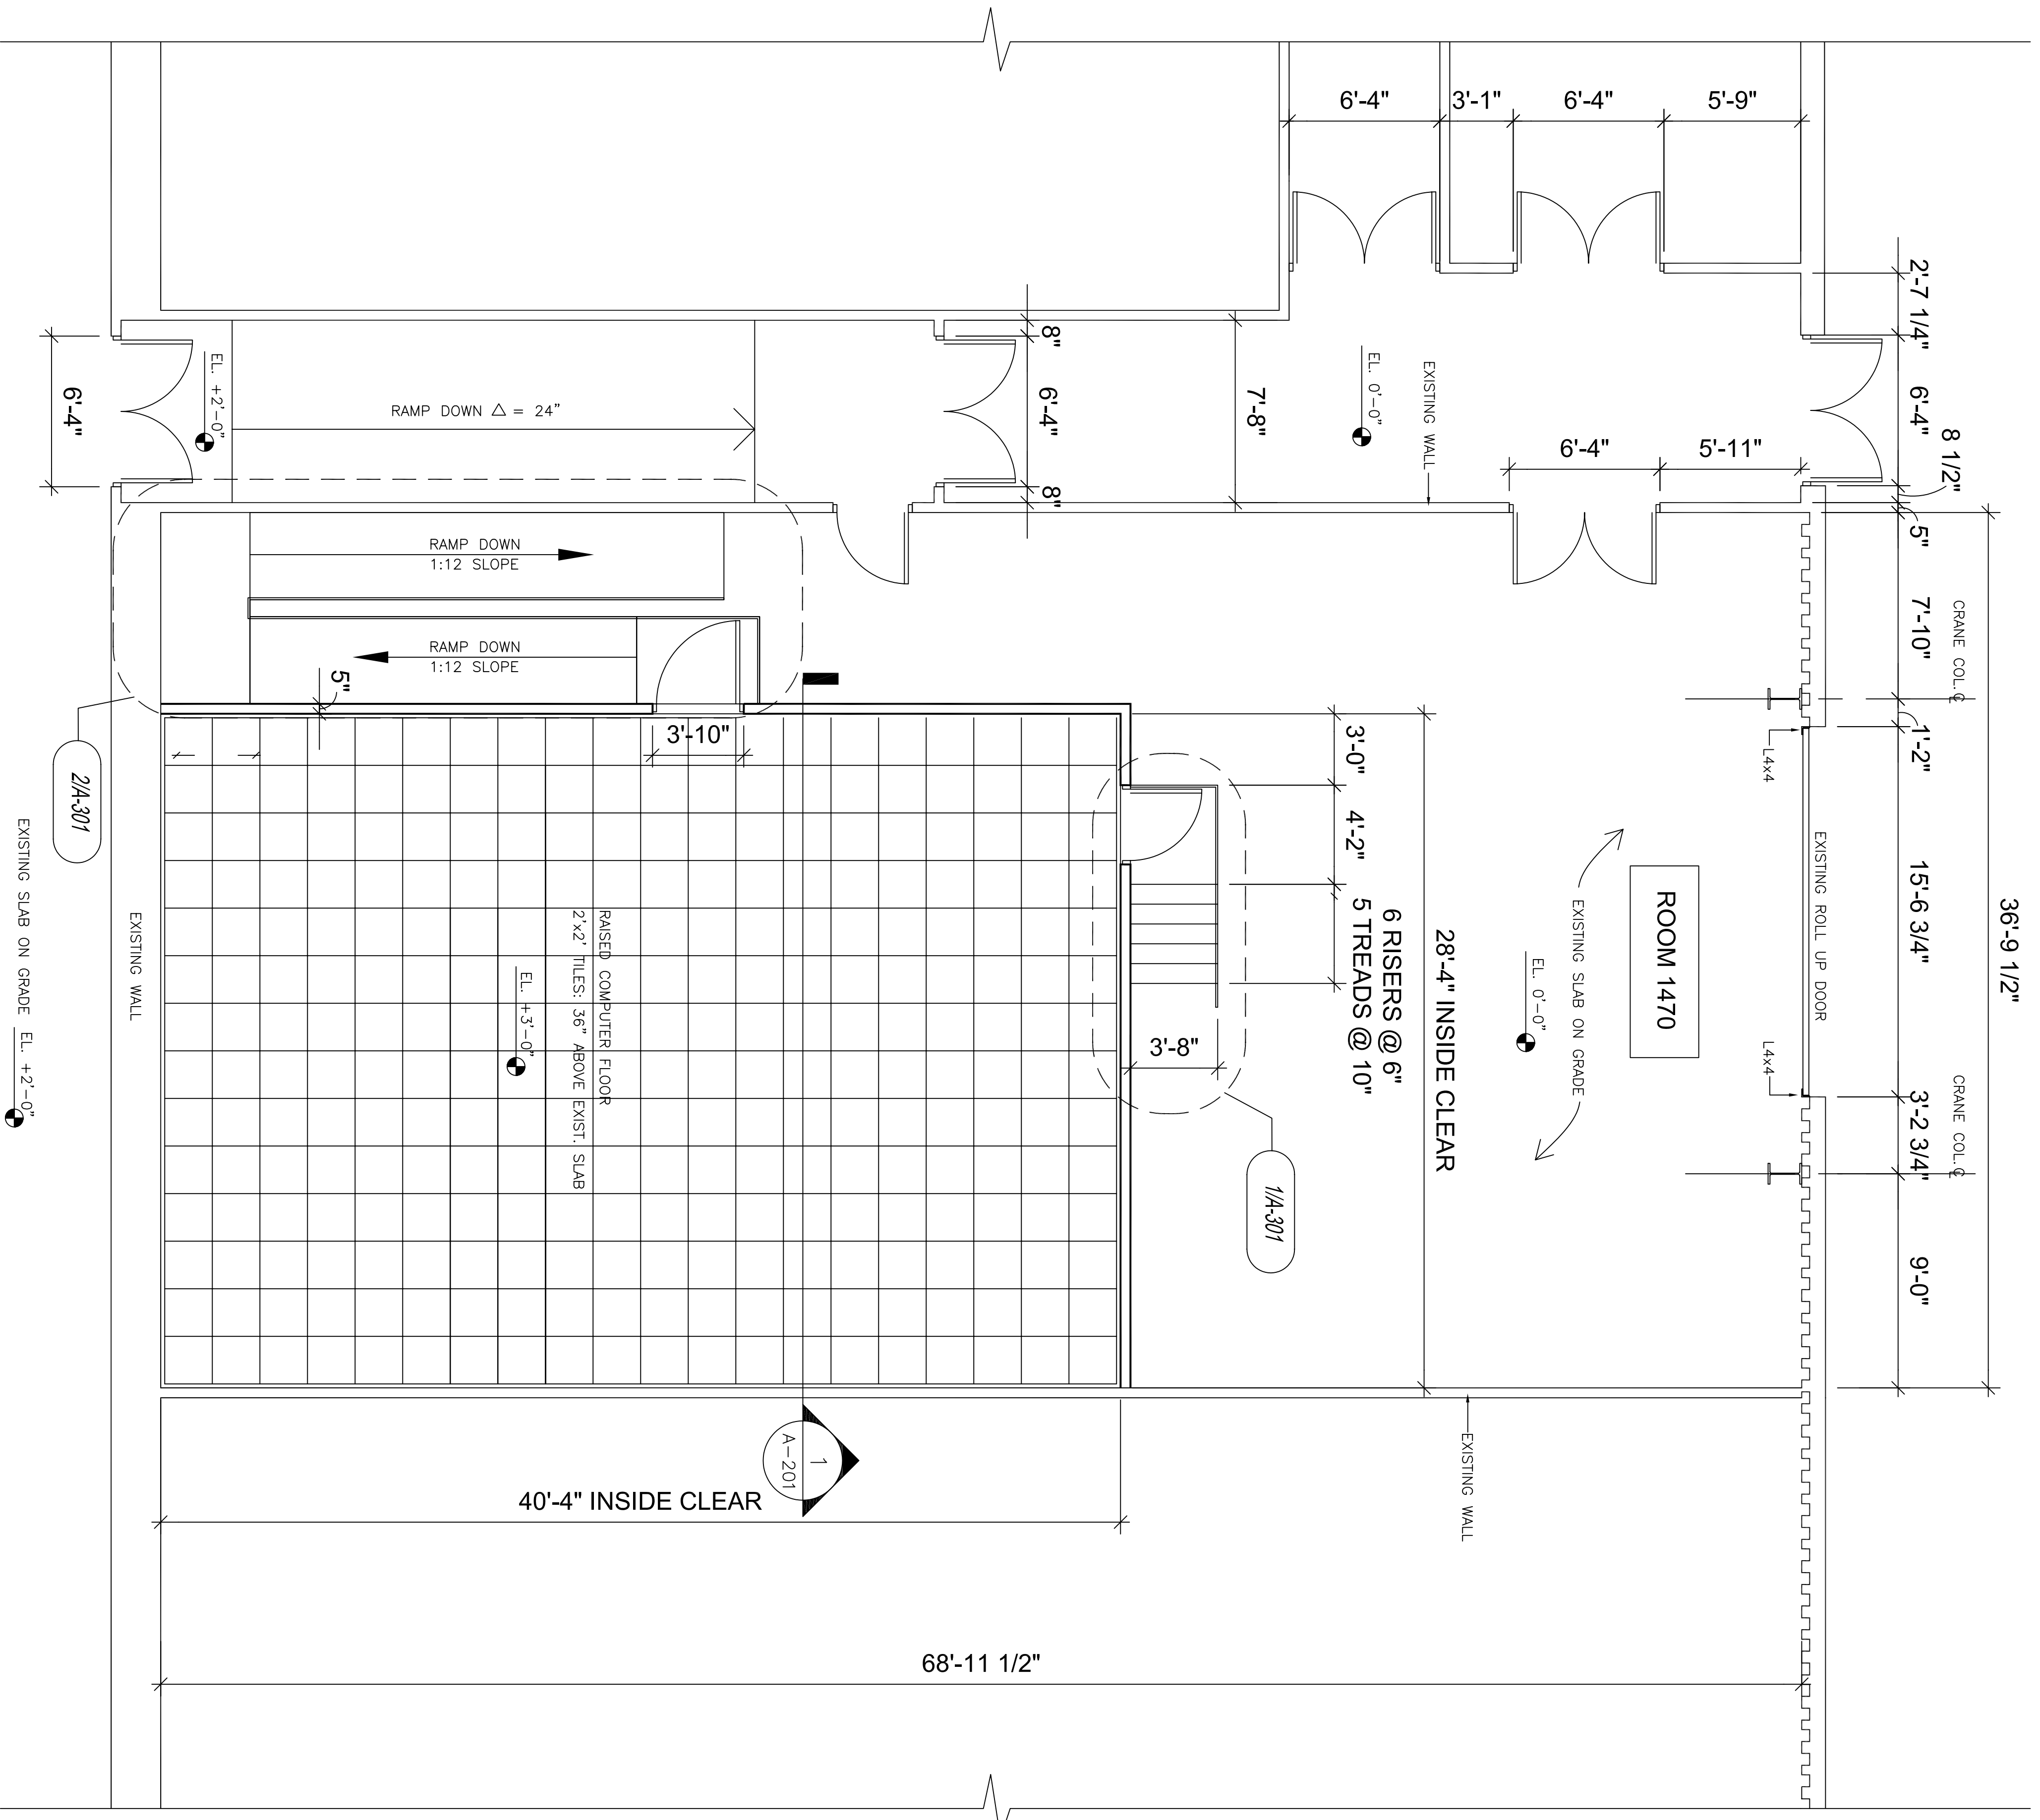 6'-4"
3'-1"
6'-4"
5'-9"
2'-7 1/4"
6'-4"
8 1/2"
5"
7'-10"
CRANE COL. ℄
1'-2"
15'-6 3/4"
36'-9 1/2"
3'-2 3/4"
CRANE COL. ℄
9'-0"
EXISTING ROLL UP DOOR
L4x4
L4x4
ROOM 1470
EXISTING SLAB ON GRADE
EL. 0'-0"
6'-4"
5'-11"
EXISTING WALL
EL. 0'-0"
7'-8"
8"
6'-4"
8"
RAMP DOWN △ = 24"
EL. +2'-0"
6'-4"
RAMP DOWN
1:12 SLOPE
RAMP DOWN
1:12 SLOPE
5"
3'-10"
2/A-301
3'-0"
4'-2"
6 RISERS @ 6"
5 TREADS @ 10"
28'-4" INSIDE CLEAR
3'-8"
1/A-301
RAISED COMPUTER FLOOR
2'x2' TILES: 36" ABOVE EXIST. SLAB
EL. +3'-0"
EXISTING WALL
EXISTING SLAB ON GRADE EL. +2'-0"
1
A-201
EXISTING WALL
40'-4" INSIDE CLEAR
68'-11 1/2"